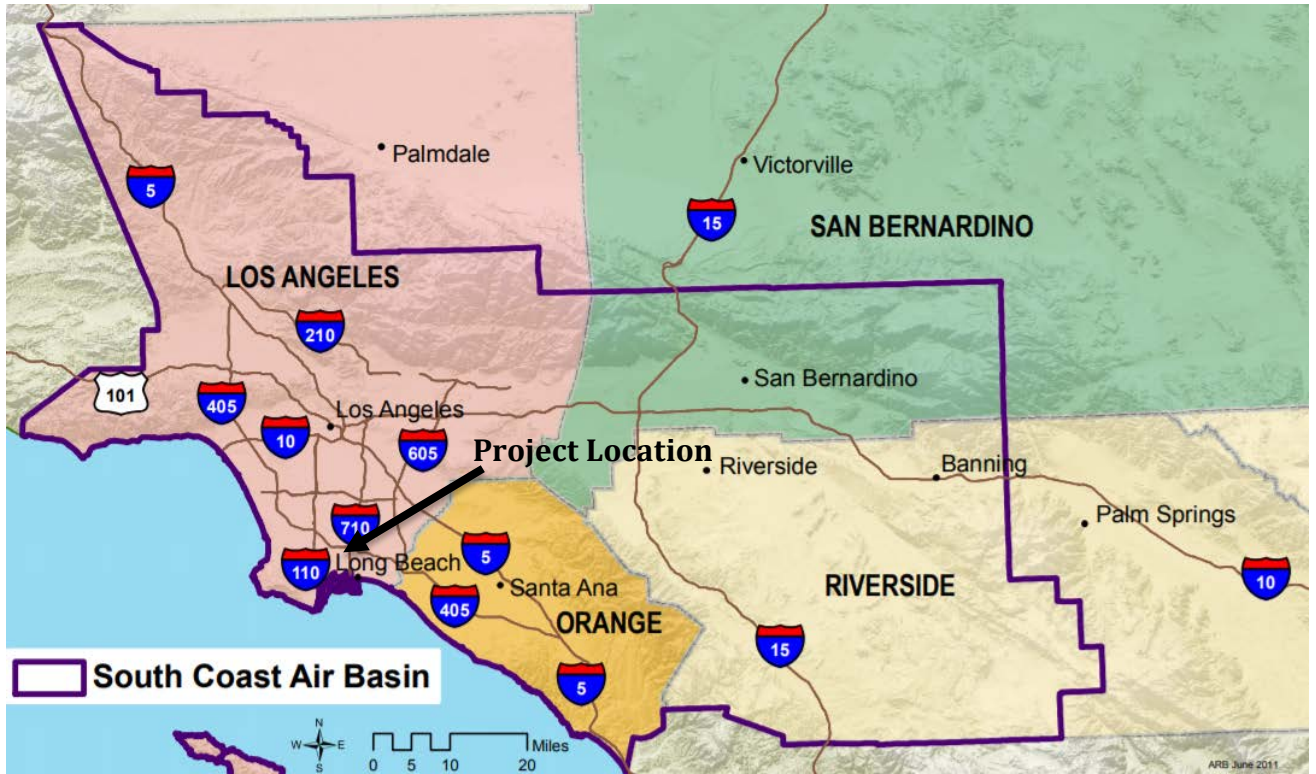 Palmdale
5
Victorville
15
SAN BERNARDINO
LOS ANGELES
210
101
405
San Bernardino
Los Angeles
10
605
Project Location
Riverside
Banning
710
Palm Springs
110
Long Beach
5
Santa Ana
405
ORANGE
RIVERSIDE
10
15
South Coast Air Basin
5
N
W
E
S
Miles
0 5 10 20
ARB June 2011